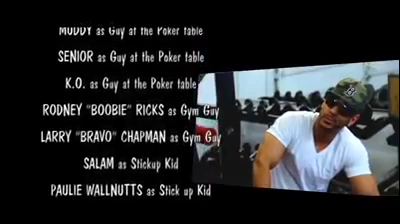 MUDDY as Guy at the Poker table
SENIOR as Guy at the Poker table
K.O. as Guy at the Poker table
RODNEY "BOOBIE" RICKS as Gym Guy
LARRY "BRAVO" CHAPMAN as Gym Guy
SALAM as Stickup Kid
PAULIE WALLNUTTS as Stick up Kid